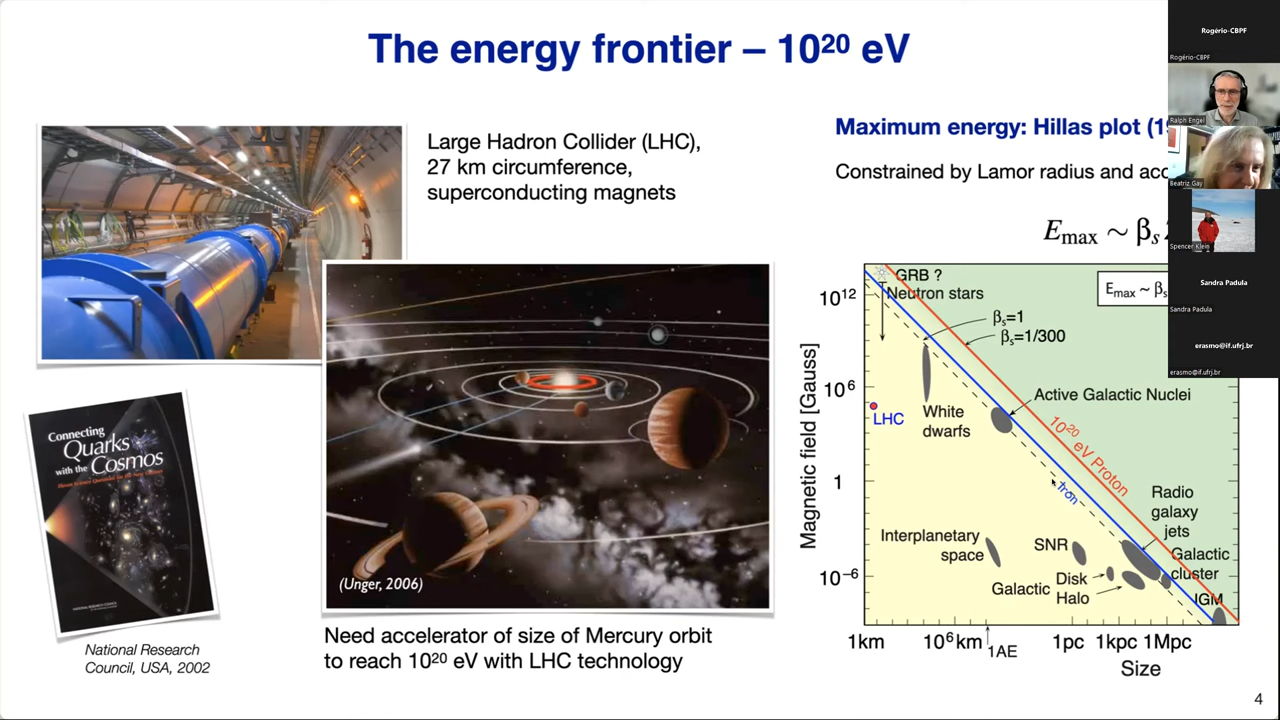 The energy frontier – 10²⁰ eV
Large Hadron Collider (LHC),
27 km circumference,
superconducting magnets
Connecting
Quarks
with the Cosmos
National Research
Council, USA, 2002
(Unger, 2006)
Need accelerator of size of Mercury orbit
to reach 10²⁰ eV with LHC technology
Maximum energy: Hillas plot
Constrained by Lamor radius and
E_max ~ β_s
GRB ?
Neutron stars
E_max ~ β_s
β_s=1
β_s=1/300
Active Galactic Nuclei
LHC
White
dwarfs
10²⁰ eV Proton
Iron
Radio
galaxy
jets
Interplanetary
space
SNR
Galactic
cluster
Galactic
Disk
Halo
IGM
Magnetic field [Gauss]
10¹²
10⁶
1
10⁻⁶
1km
10⁶km
1AE
1pc
1kpc
1Mpc
Size
4
Rogério-CBPF
Rogério-CBPF
Ralph Engel
Beatriz Gay
Spencer Klein
Sandra Padula
Sandra Padula
erasmo@if.ufrj.br
erasmo@if.ufrj.br